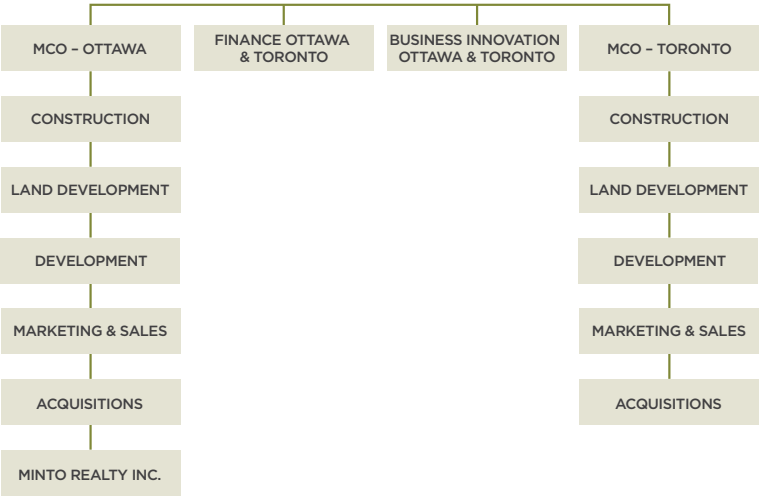 MCO – OTTAWA
FINANCE OTTAWA
& TORONTO
BUSINESS INNOVATION
OTTAWA & TORONTO
MCO – TORONTO
CONSTRUCTION
LAND DEVELOPMENT
DEVELOPMENT
MARKETING & SALES
ACQUISITIONS
MINTO REALTY INC.
CONSTRUCTION
LAND DEVELOPMENT
DEVELOPMENT
MARKETING & SALES
ACQUISITIONS